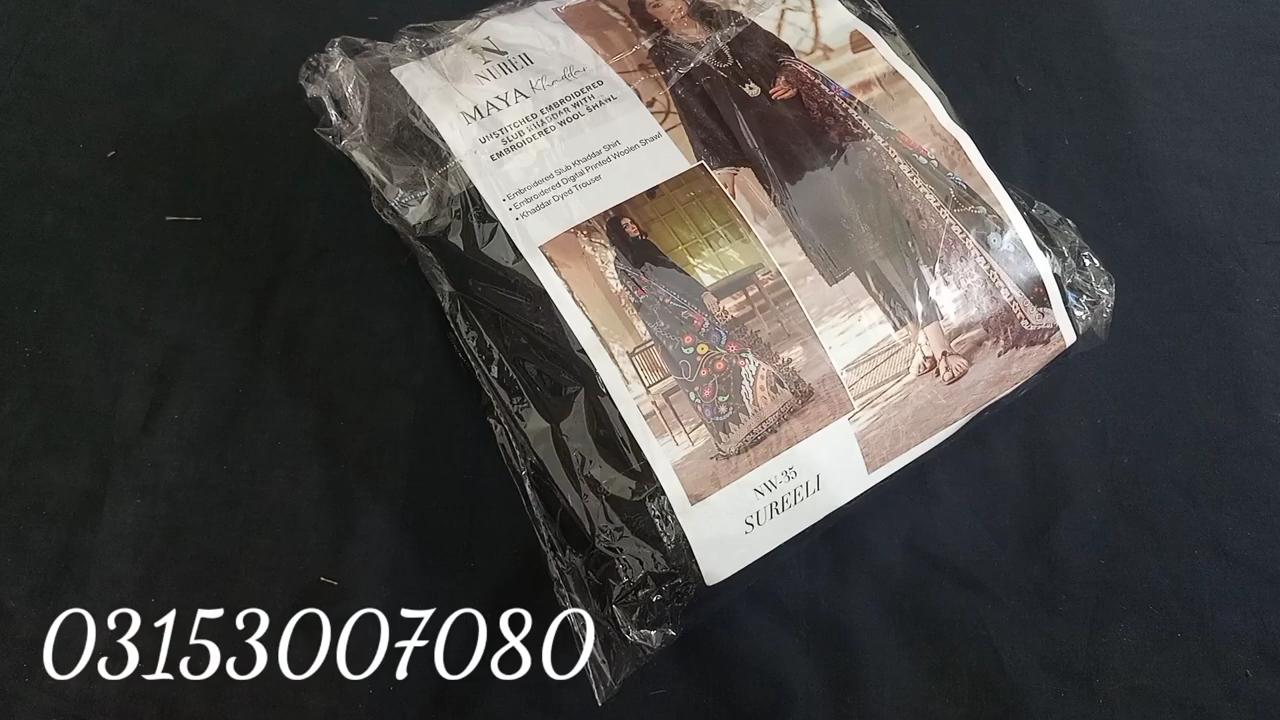 N
NUREH
MAYA Khaddar
UNSTITCHED EMBROIDERED
SLUB KHADDAR WITH
EMBROIDERED WOOL SHAWL
• Embroidered Slub Khaddar Shirt
• Embroidered Digital Printed Woolen Shawl
• Khaddar Dyed Trouser
NW-35
SUREELI
03153007080